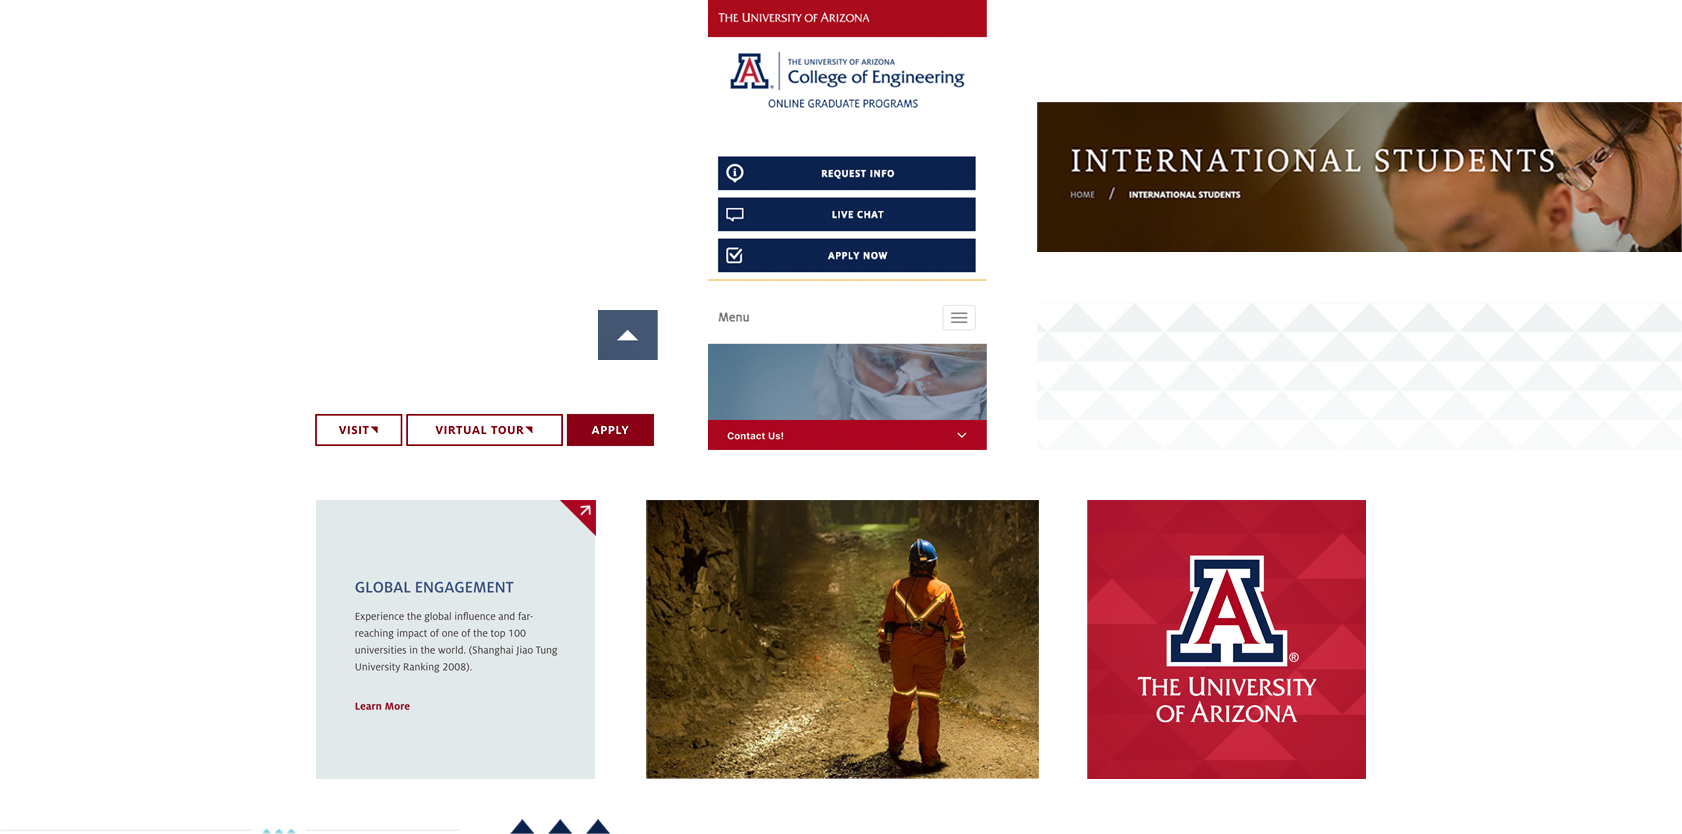 THE UNIVERSITY OF ARIZONA
A
THE UNIVERSITY OF ARIZONA
College of Engineering
ONLINE GRADUATE PROGRAMS
REQUEST INFO
LIVE CHAT
APPLY NOW
Menu
Contact Us!
INTERNATIONAL STUDENTS
HOME / INTERNATIONAL STUDENTS
VISIT
VIRTUAL TOUR
APPLY
GLOBAL ENGAGEMENT
Experience the global influence and far-
reaching impact of one of the top 100
universities in the world. (Shanghai Jiao Tung
University Ranking 2008).
Learn More
A®
THE UNIVERSITY
OF ARIZONA